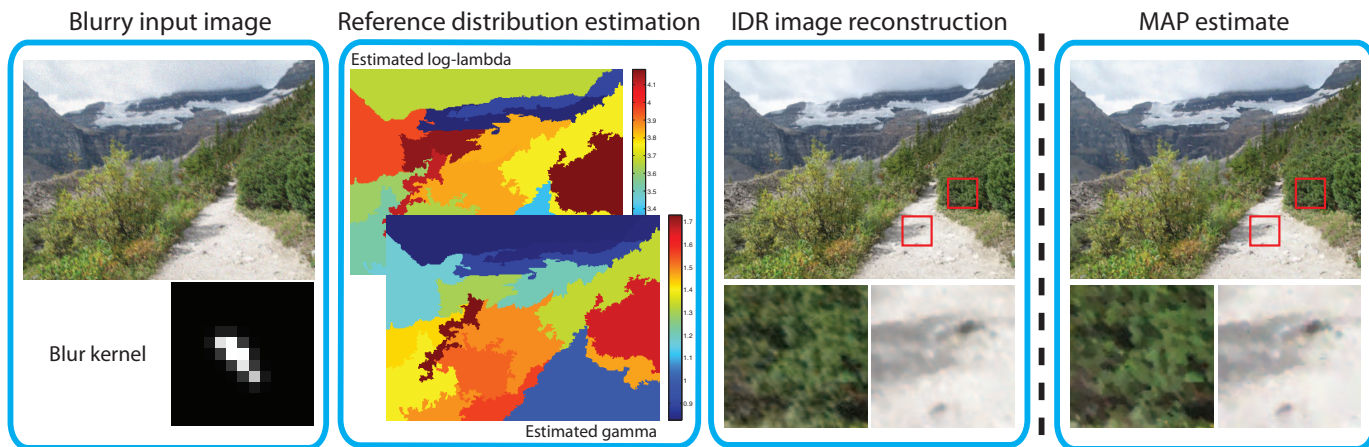 Blurry input image
Reference distribution estimation
IDR image reconstruction
MAP estimate
Estimated log-lambda
4.1
4
3.9
3.8
3.7
3.6
3.5
3.4
1.7
1.6
1.5
1.4
1.3
1.2
1.1
1
0.9
Blur kernel
Estimated gamma